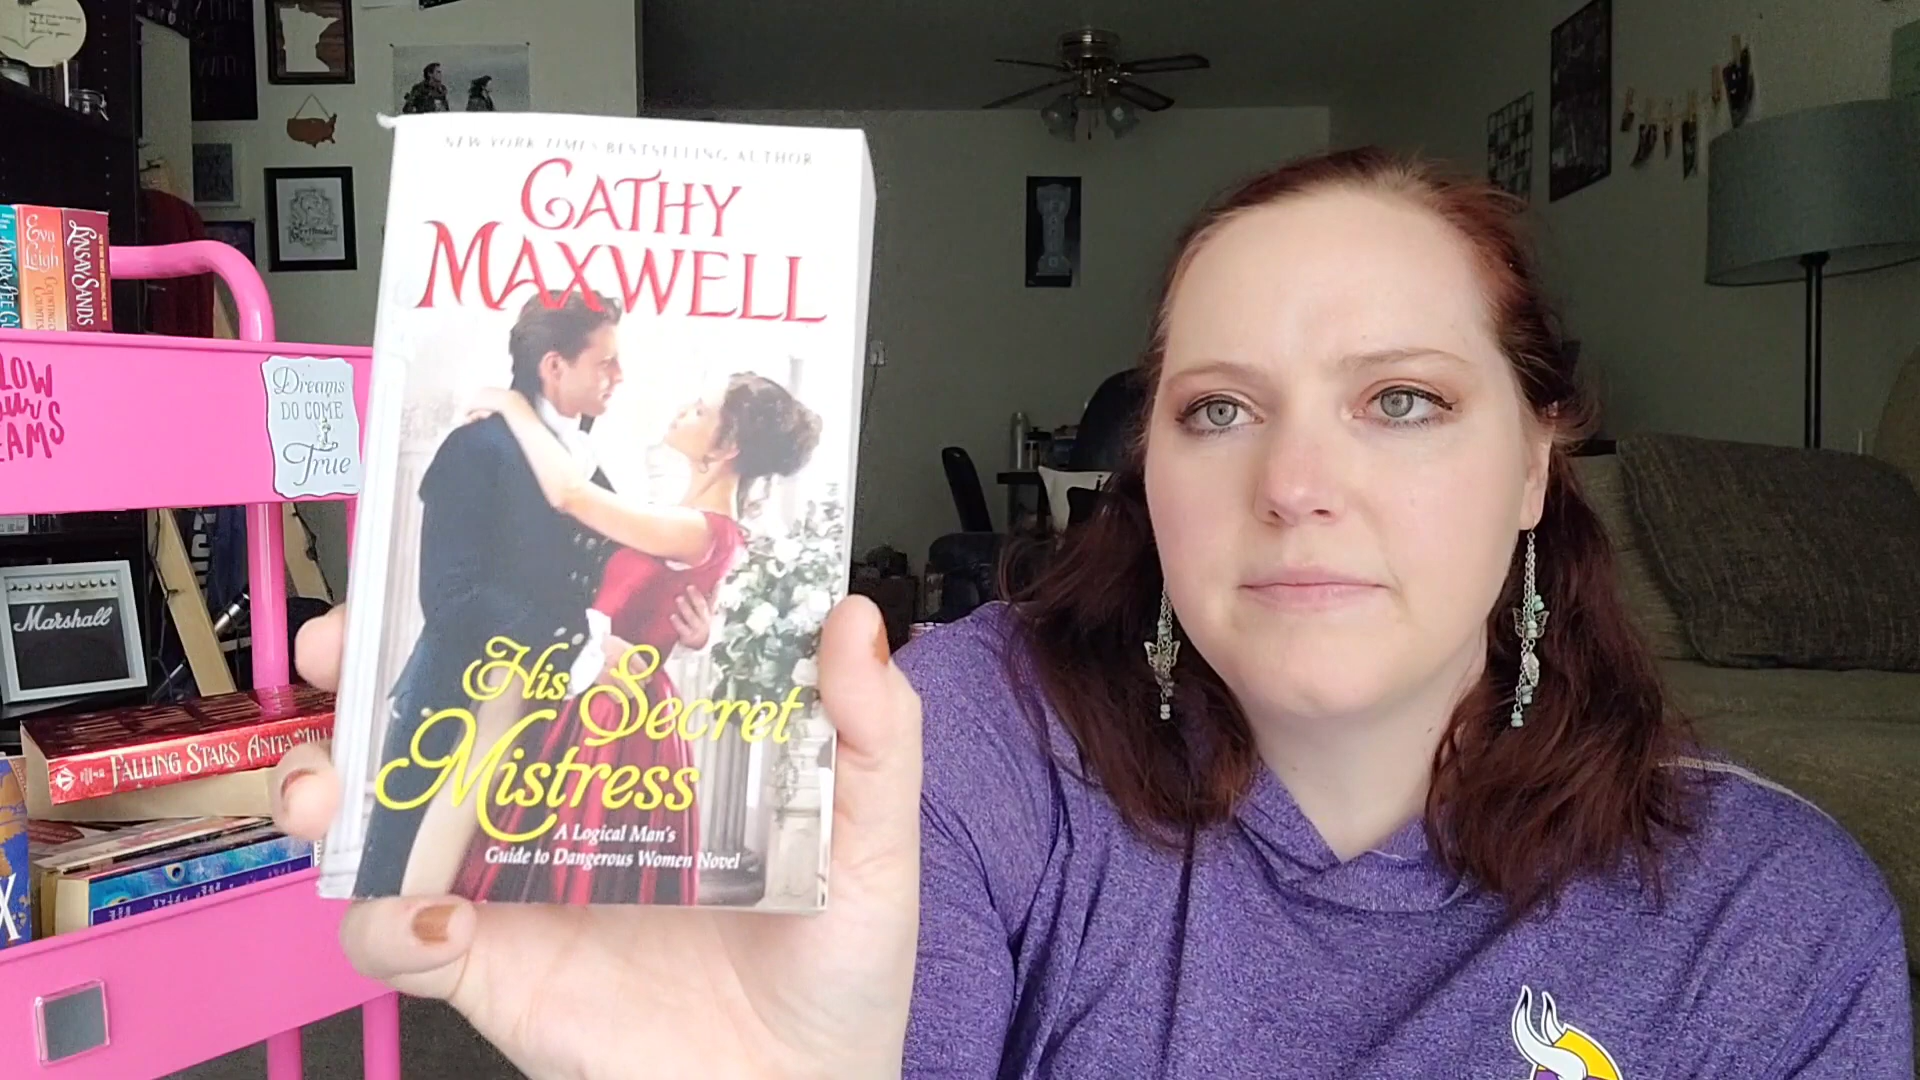 NEW YORK TIMES BESTSELLING AUTHOR
CATHY
MAXWELL
His Secret
Mistress
A Logical Man's
Guide to Dangerous Women Novel
Eva
Leigh
LYNSAY SANDS
Dreams
DO COME
True
Marshall
FALLING STARS ANITA